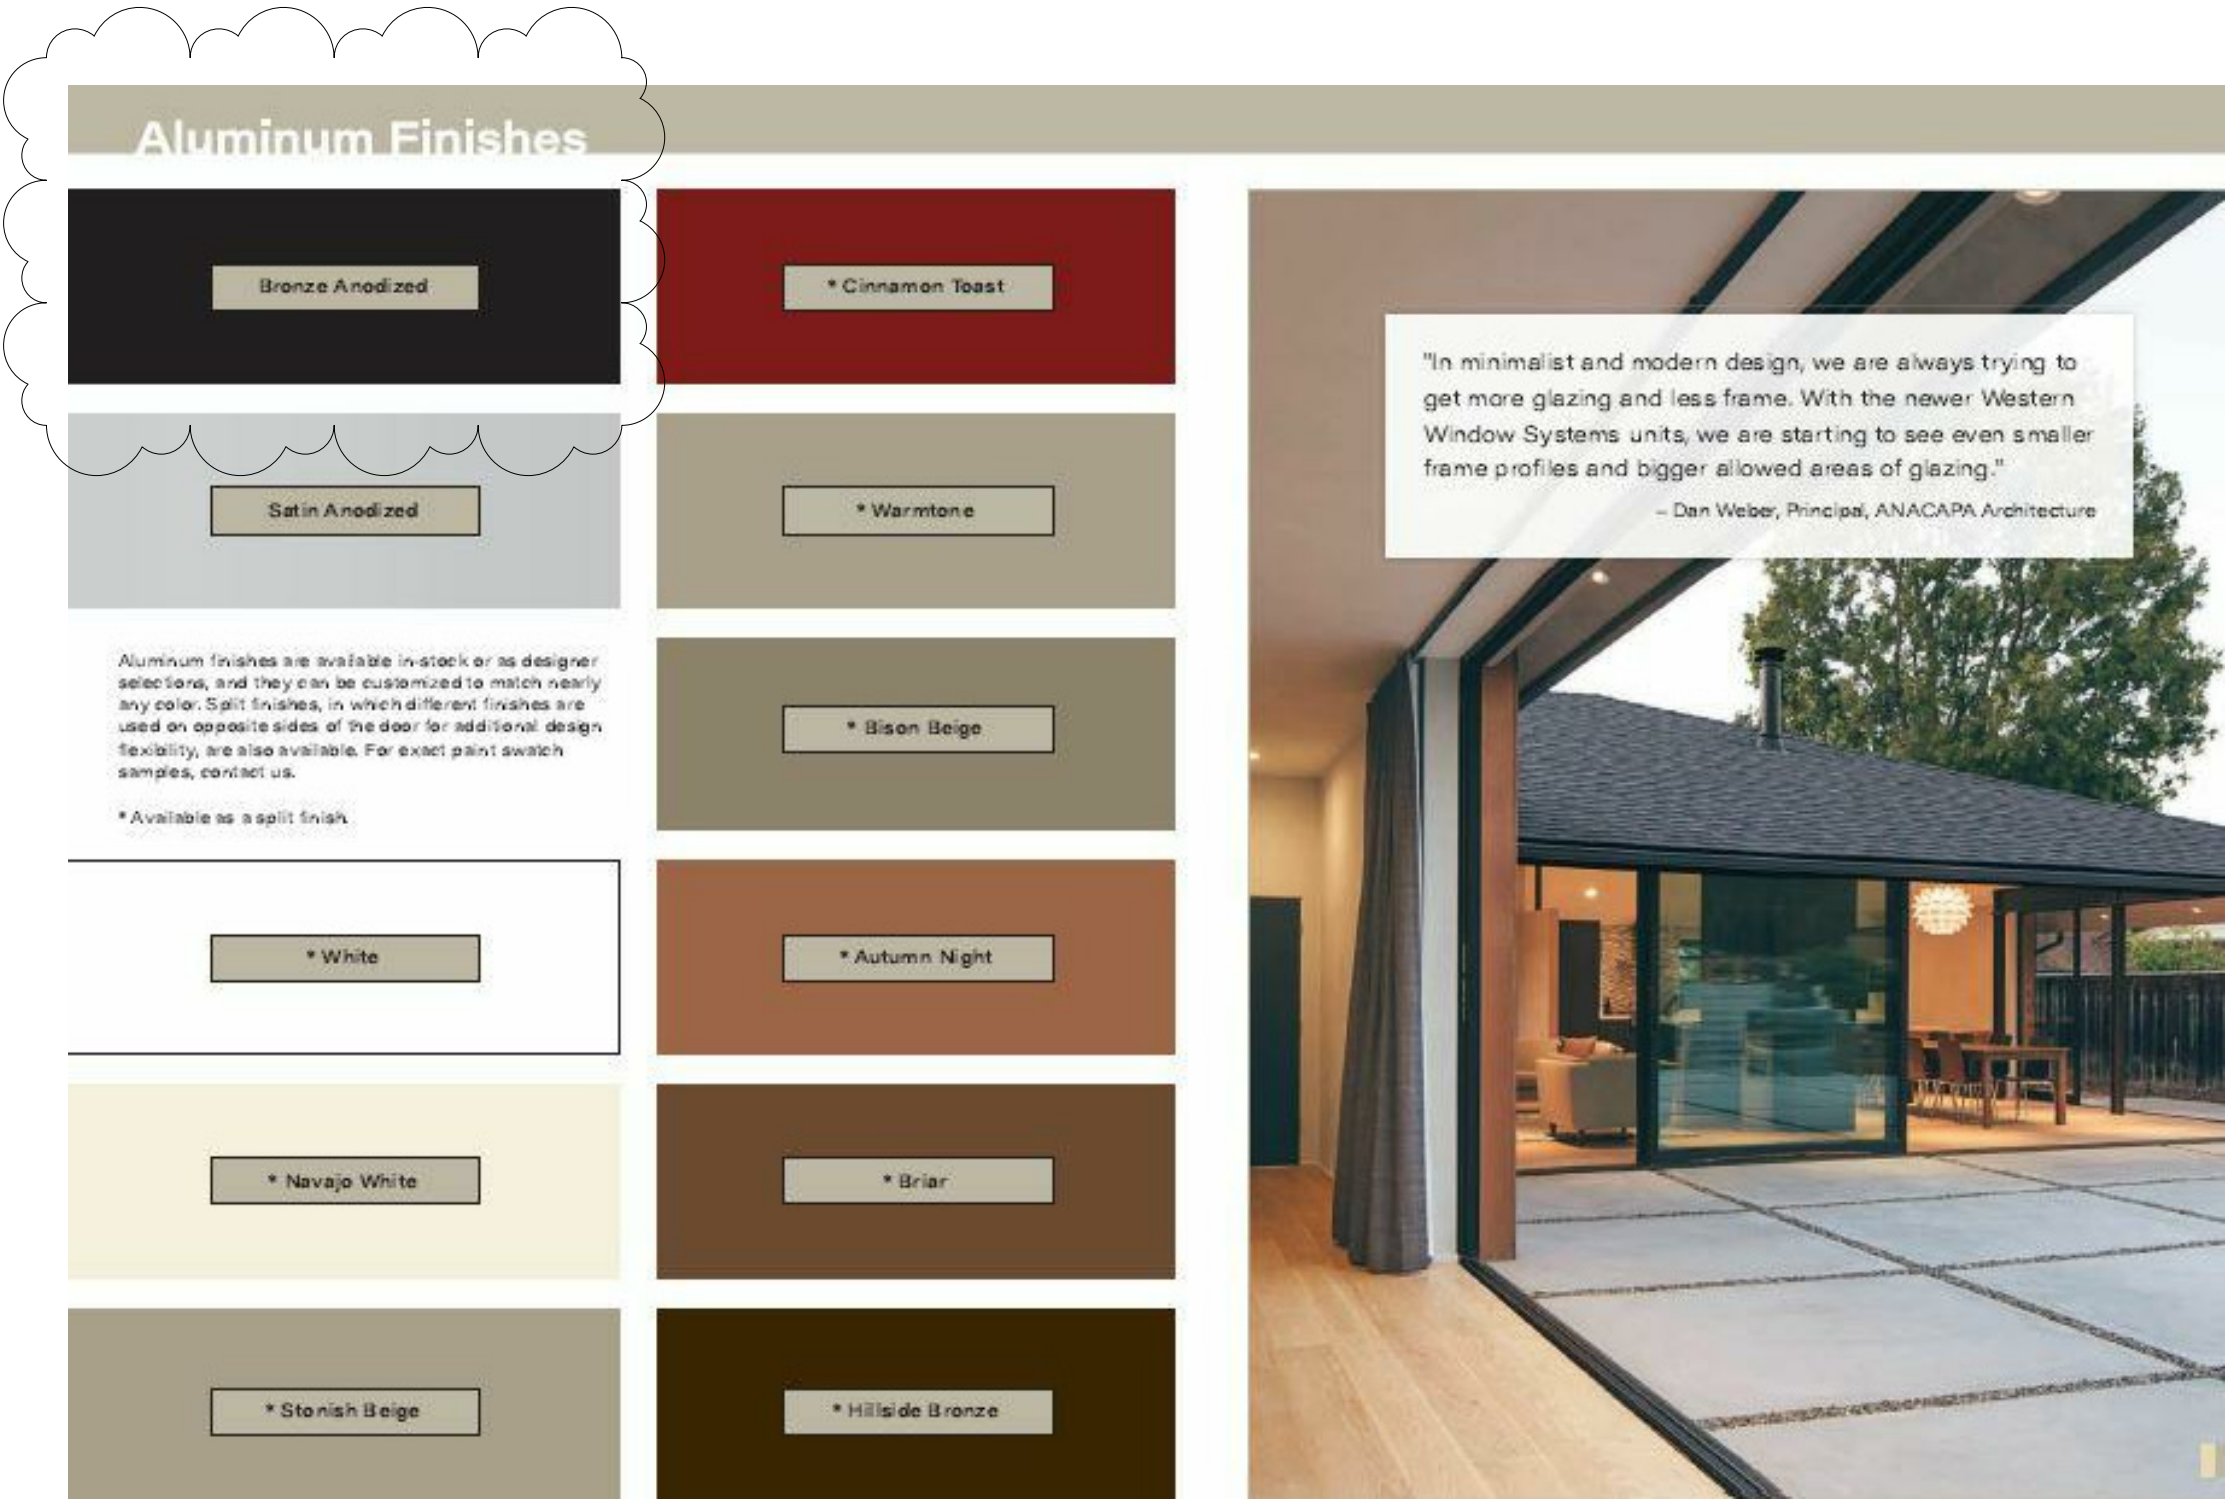 Aluminum Finishes
Bronze Anodized
Satin Anodized
Aluminum finishes are available in-stock or as designer
selections, and they can be customized to match nearly
any color. Split finishes, in which different finishes are
used on opposite sides of the door for additional design
flexibility, are also available. For exact paint swatch
samples, contact us.
* Available as a split finish.
* White
* Navajo White
* Stonish Beige
* Cinnamon Toast
* Warmtone
* Bison Beige
* Autumn Night
* Briar
* Hillside Bronze
"In minimalist and modern design, we are always trying to
get more glazing and less frame. With the newer Western
Window Systems units, we are starting to see even smaller
frame profiles and bigger allowed areas of glazing."
– Dan Weber, Principal, ANACAPA Architecture